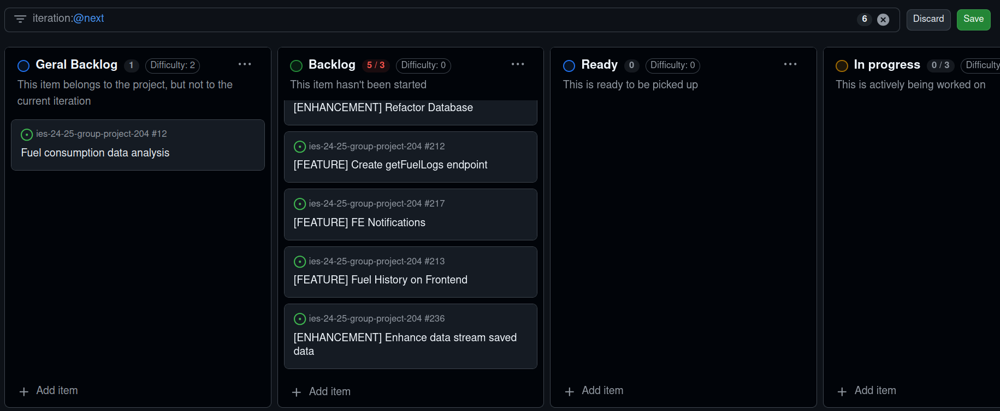 iteration:@next
6
Discard
Save
Geral Backlog 1 Difficulty: 2
This item belongs to the project, but not to the
current iteration
ies-24-25-group-project-204 #12
Fuel consumption data analysis
Add item
Backlog 5 / 3 Difficulty: 0
This item hasn't been started
[ENHANCEMENT] Refactor Database
ies-24-25-group-project-204 #212
[FEATURE] Create getFuelLogs endpoint
ies-24-25-group-project-204 #217
[FEATURE] FE Notifications
ies-24-25-group-project-204 #213
[FEATURE] Fuel History on Frontend
ies-24-25-group-project-204 #236
[ENHANCEMENT] Enhance data stream saved
data
Add item
Ready 0 Difficulty: 0
This is ready to be picked up
Add item
In progress 0 / 3 Difficulty
This is actively being worked on
Add item